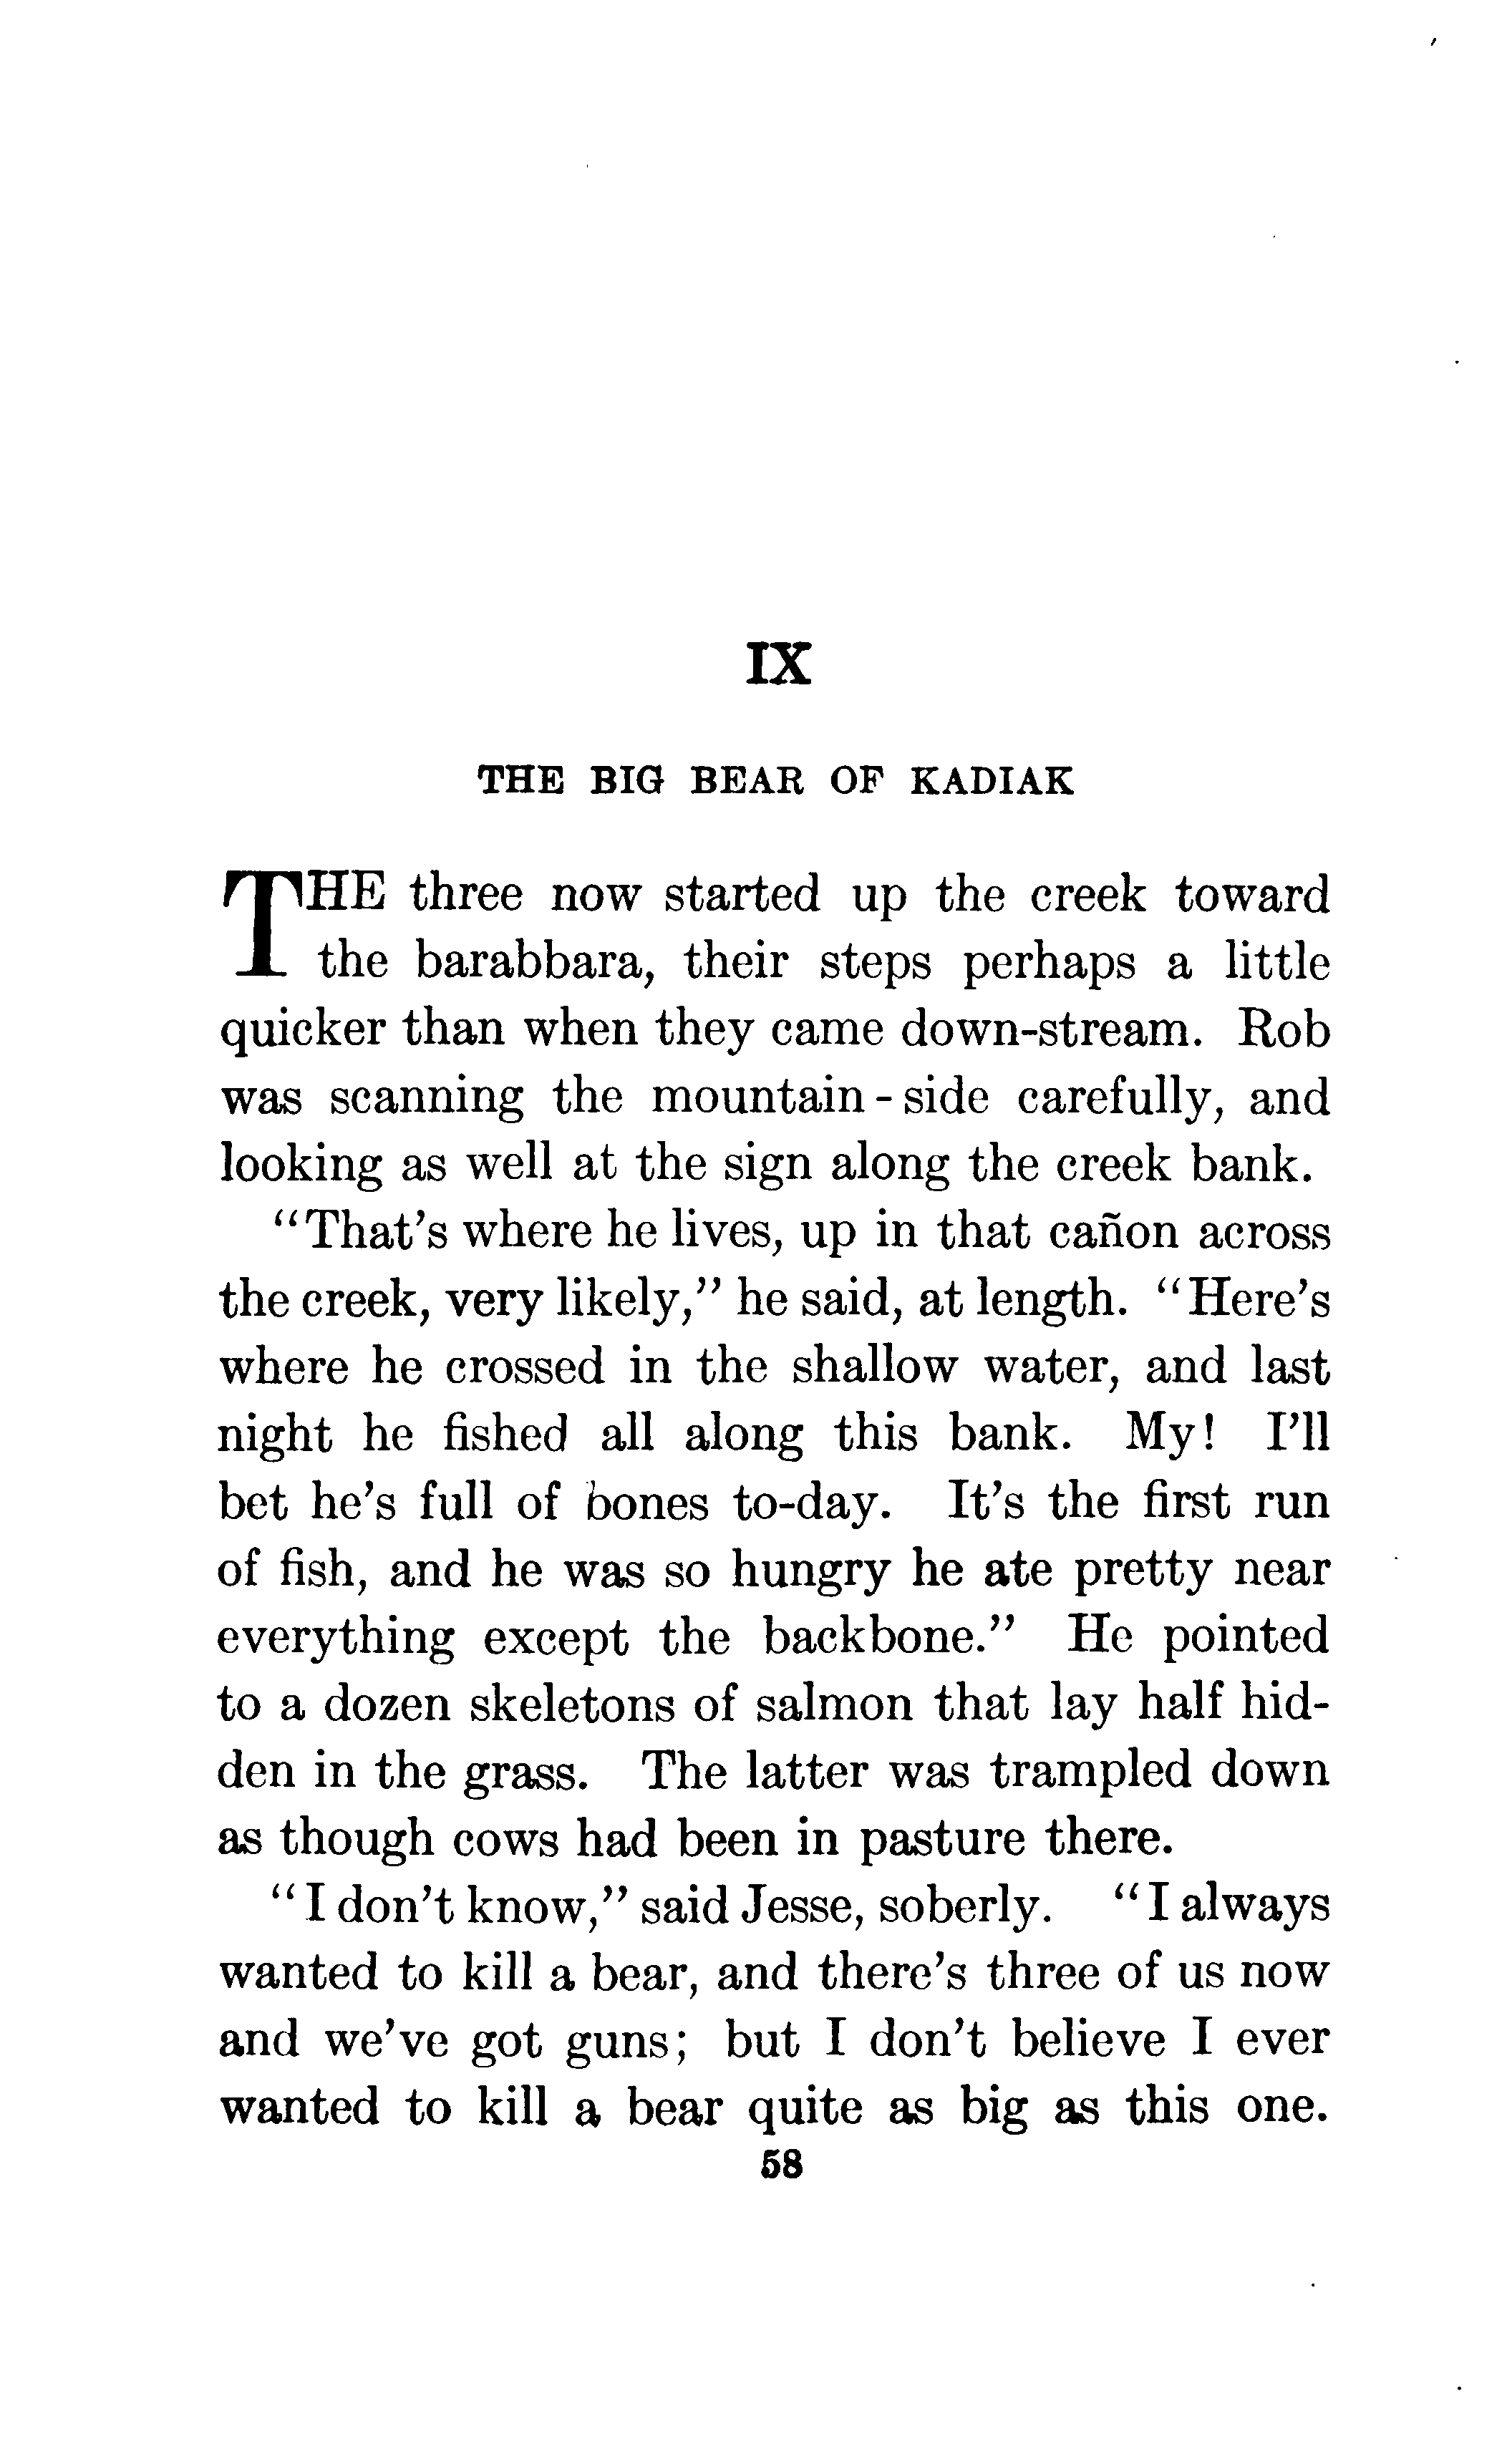 IX
THE BIG BEAR OF KADIAK
THE three now started up the creek toward
the barabbara, their steps perhaps a little
quicker than when they came down-stream. Rob
was scanning the mountain-side carefully, and
looking as well at the sign along the creek bank.
"That's where he lives, up in that cañon across
the creek, very likely," he said, at length. "Here's
where he crossed in the shallow water, and last
night he fished all along this bank. My! I'll
bet he's full of bones to-day. It's the first run
of fish, and he was so hungry he ate pretty near
everything except the backbone." He pointed
to a dozen skeletons of salmon that lay half hid-
den in the grass. The latter was trampled down
as though cows had been in pasture there.
"I don't know," said Jesse, soberly. "I always
wanted to kill a bear, and there's three of us now
and we've got guns; but I don't believe I ever
wanted to kill a bear quite as big as this one.
58